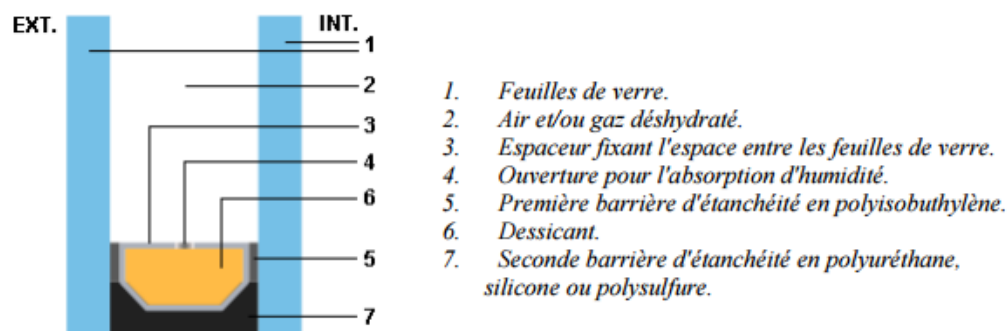 EXT.
INT.
1
2
3
4
6
5
7
1. Feuilles de verre.
2. Air et/ou gaz déshydraté.
3. Espaceur fixant l'espace entre les feuilles de verre.
4. Ouverture pour l'absorption d'humidité.
5. Première barrière d'étanchéité en polyisobuthylène.
6. Dessicant.
7. Seconde barrière d'étanchéité en polyuréthane,
silicone ou polysulfure.